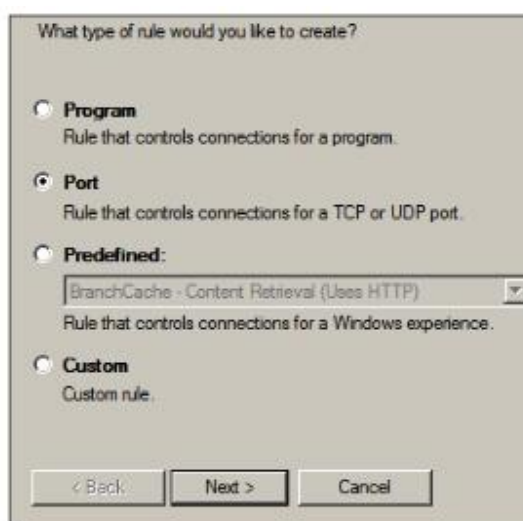 What type of rule would you like to create?
Program
Rule that controls connections for a program.
Port
Rule that controls connections for a TCP or UDP port.
Predefined:
BranchCache - Content Retrieval (Uses HTTP)
Rule that controls connections for a Windows experience.
Custom
Custom rule.
< Back Next > Cancel